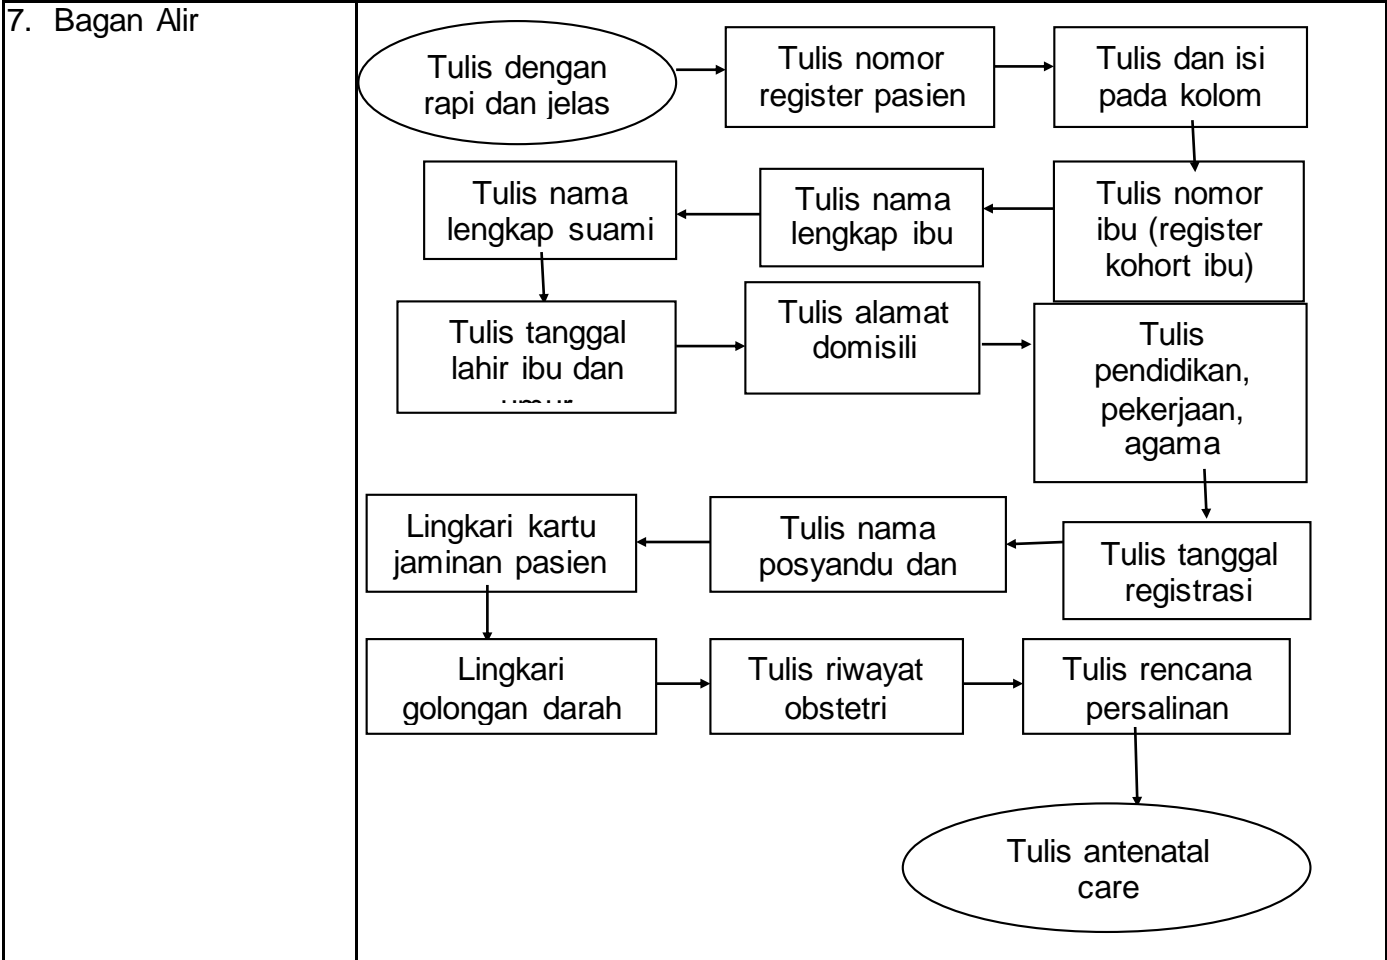 7. Bagan Alir
Tulis dengan
rapi dan jelas
Tulis nomor
register pasien
Tulis dan isi
pada kolom
Tulis nomor
ibu (register
kohort ibu)
Tulis nama
lengkap ibu
Tulis nama
lengkap suami
Tulis tanggal
lahir ibu dan
Tulis alamat
domisili
Tulis
pendidikan,
pekerjaan,
agama
Tulis tanggal
registrasi
Tulis nama
posyandu dan
Lingkari kartu
jaminan pasien
Lingkari
golongan darah
Tulis riwayat
obstetri
Tulis rencana
persalinan
Tulis antenatal
care